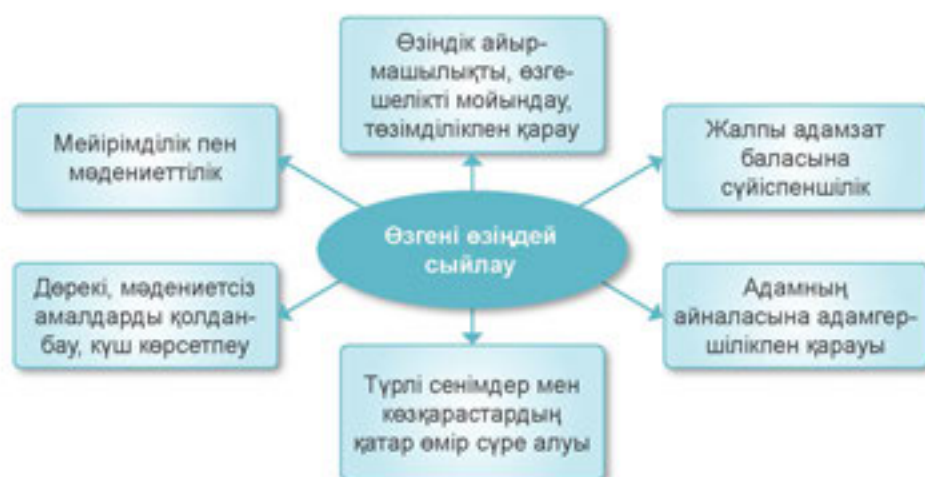 Өзіндік айыр-
машылықты, өзге-
шелікті мойындау,
төзімділікпен қарау
Мейірімділік пен
мәдениеттілік
Жалпы адамзат
баласына
сүйіспеншілік
Өзгені өзіңдей
сыйлау
Дөрекі, мәдениетсіз
амалдарды қолдан-
бау, күш көрсетпеу
Адамның
айналасына адамгер-
шілікпен қарауы
Түрлі сенімдер мен
көзқарастардың
қатар өмір сүре алуы